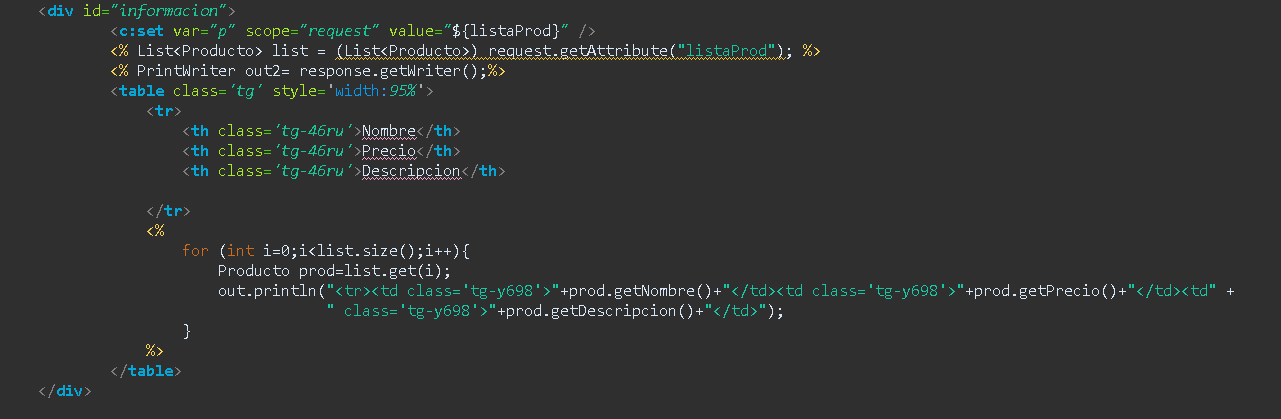 <div id="informacion">
<c:set var="p" scope="request" value="${listaProd}" />
<% List<Producto> list = (List<Producto>) request.getAttribute("listaProd"); %>
<% PrintWriter out2= response.getWriter();%>
<table class='tg' style='width:95%'>
<tr>
<th class='tg-46ru'>Nombre</th>
<th class='tg-46ru'>Precio</th>
<th class='tg-46ru'>Descripcion</th>
</tr>
<%
for (int i=0;i<list.size();i++){
Producto prod=list.get(i);
out.println("<tr><td class='tg-y698'>"+prod.getNombre()+"</td><td class='tg-y698'>"+prod.getPrecio()+"</td><td" +
" class='tg-y698'>"+prod.getDescripcion()+"</td>");
}
%>
</table>
</div>